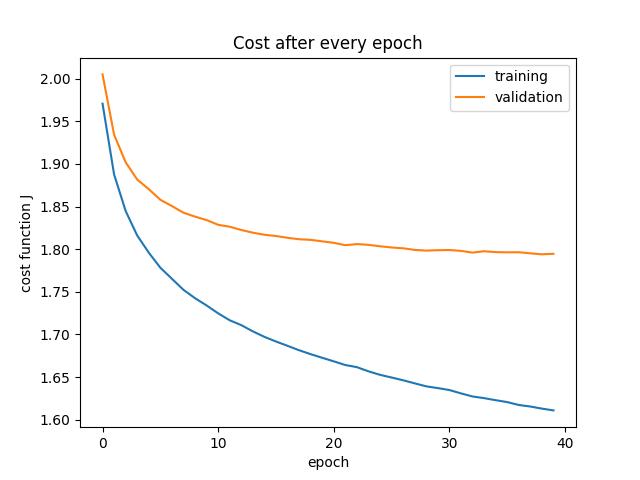 Cost after every epoch
training
validation
cost function J
2.00
1.95
1.90
1.85
1.80
1.75
1.70
1.65
1.60
0 10 20 30 40
epoch